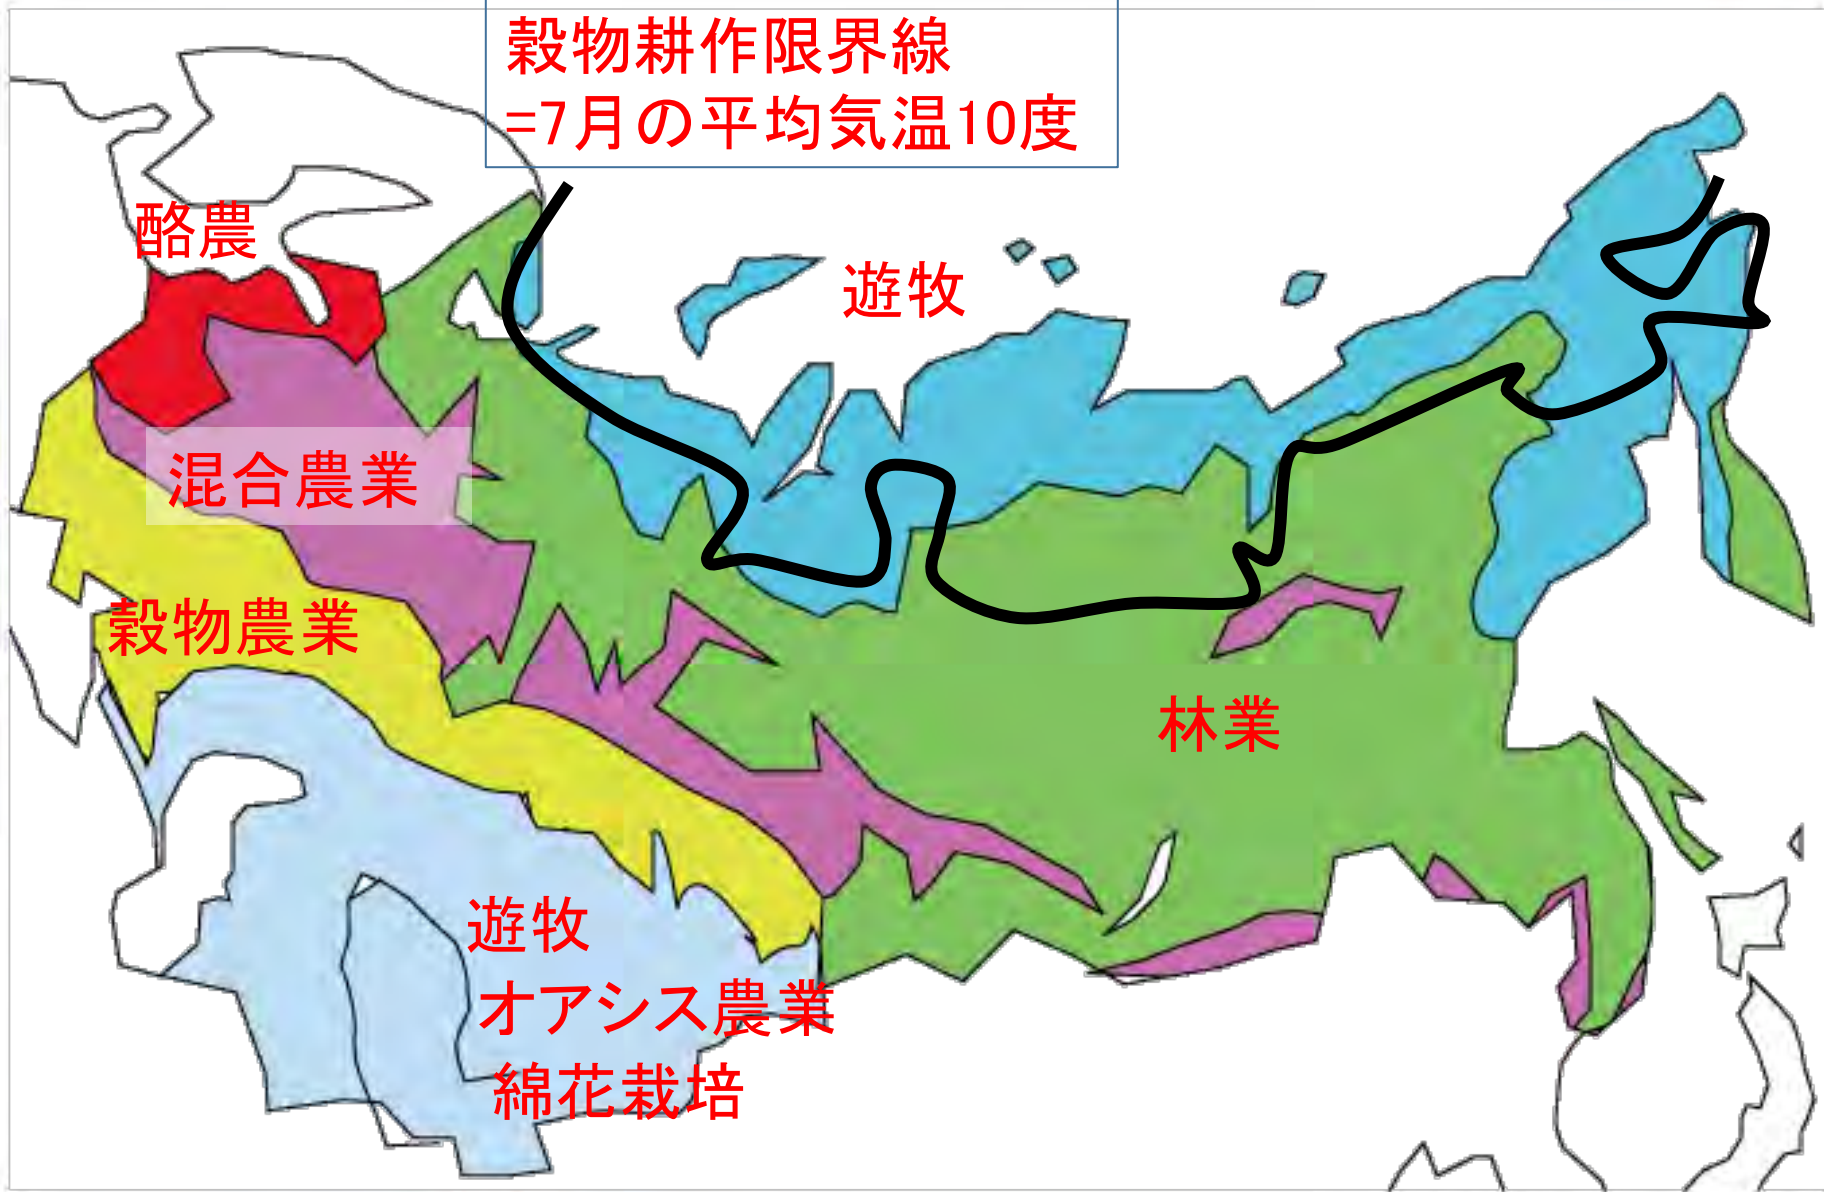 穀物耕作限界線
=7月の平均気温10度
酪農
遊牧
混合農業
穀物農業
林業
遊牧
オアシス農業
綿花栽培